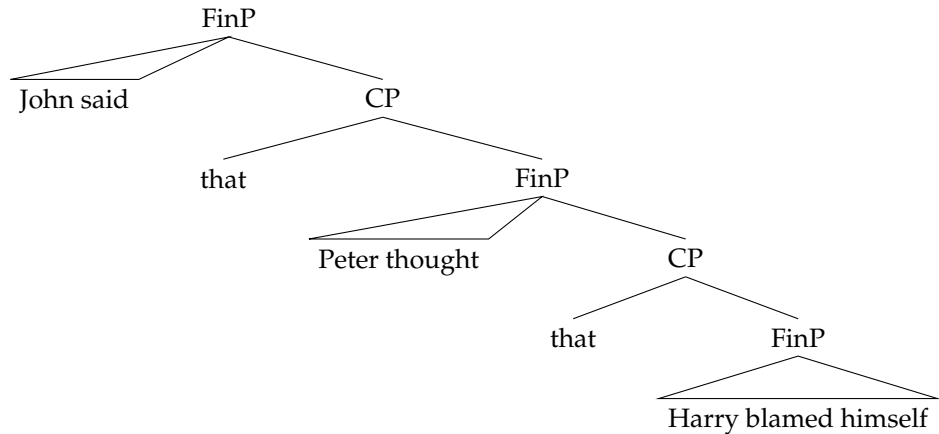 FinP
John said
CP
that
FinP
Peter thought
CP
that
FinP
Harry blamed himself